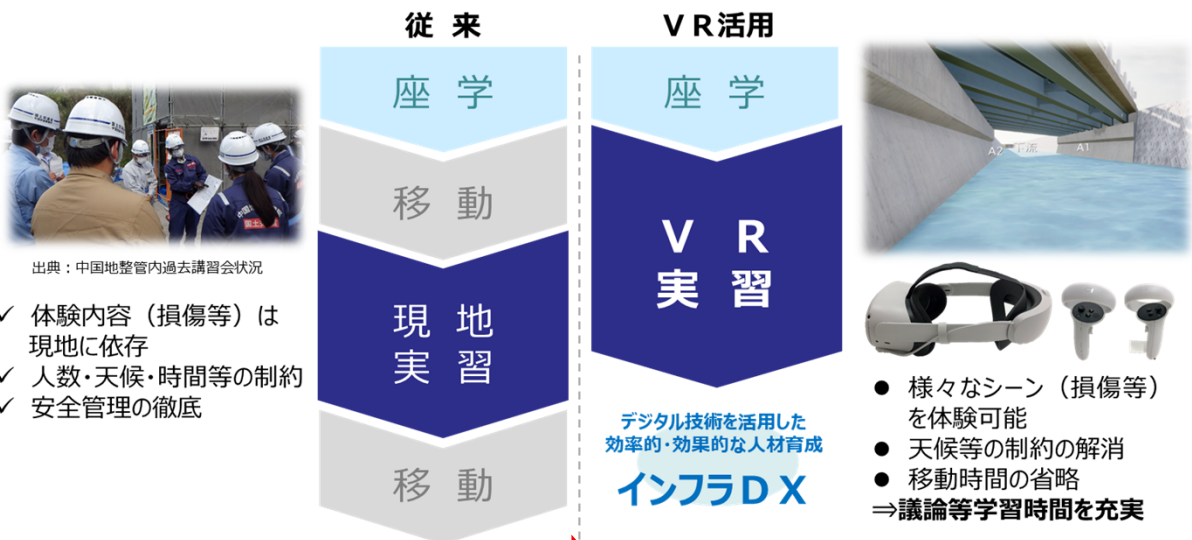 従 来
座 学
移 動
現 地
実 習
移 動
出典：中国地整管内過去講習会状況
✓ 体験内容（損傷等）は
現地に依存
✓ 人数・天候・時間等の制約
✓ 安全管理の徹底
ＶＲ活用
座 学
Ｖ Ｒ
実 習
デジタル技術を活用した
効率的・効果的な人材育成
インフラＤＸ
A2 下流 A1
● 様々なシーン（損傷等）
を体験可能
● 天候等の制約の解消
● 移動時間の省略
⇒議論等学習時間を充実